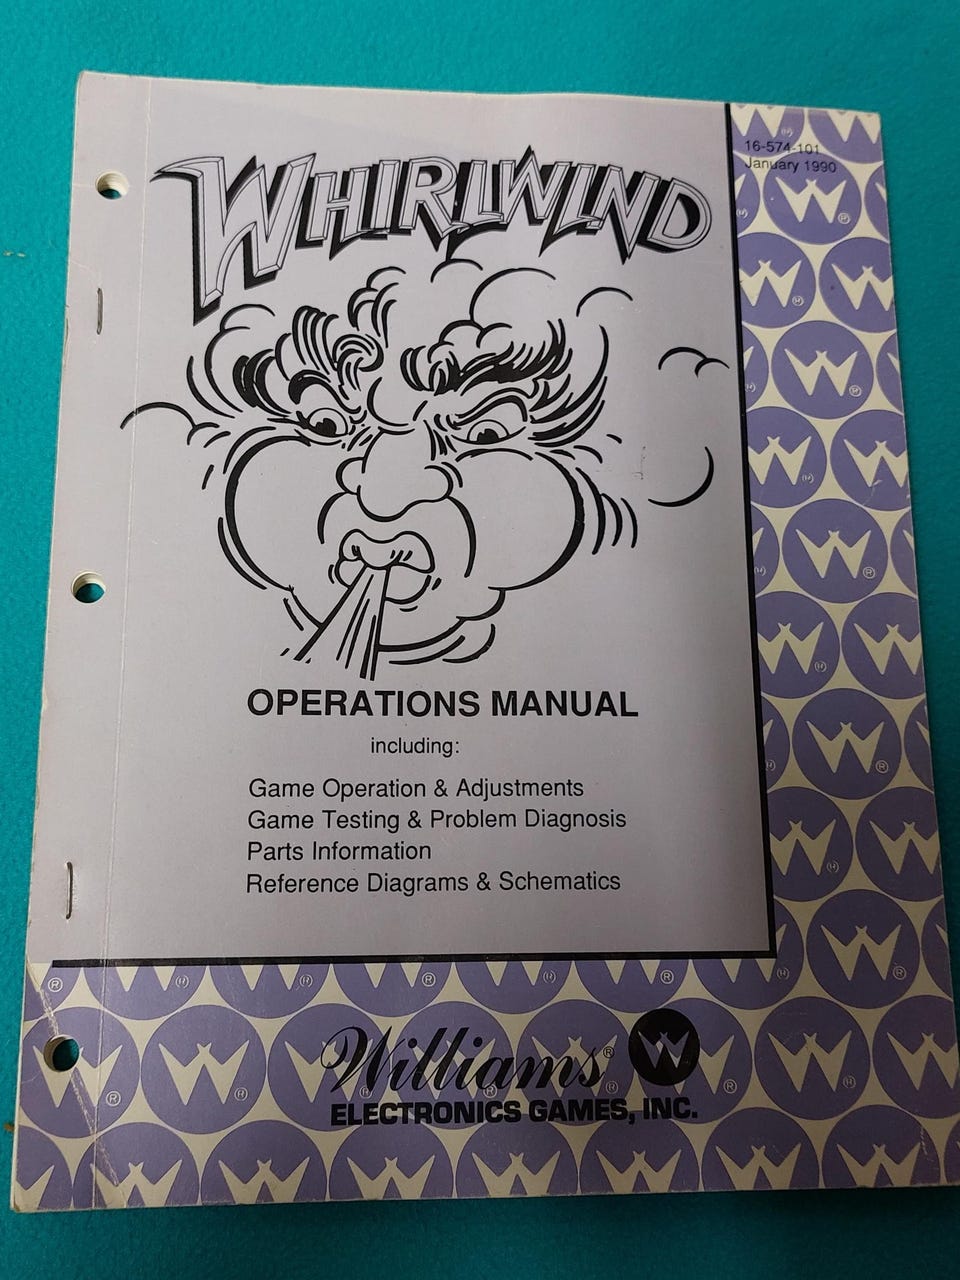 16-574-101
January 1990
WHIRLWIND
OPERATIONS MANUAL
including:
Game Operation & Adjustments
Game Testing & Problem Diagnosis
Parts Information
Reference Diagrams & Schematics
Williams®
ELECTRONICS GAMES, INC.